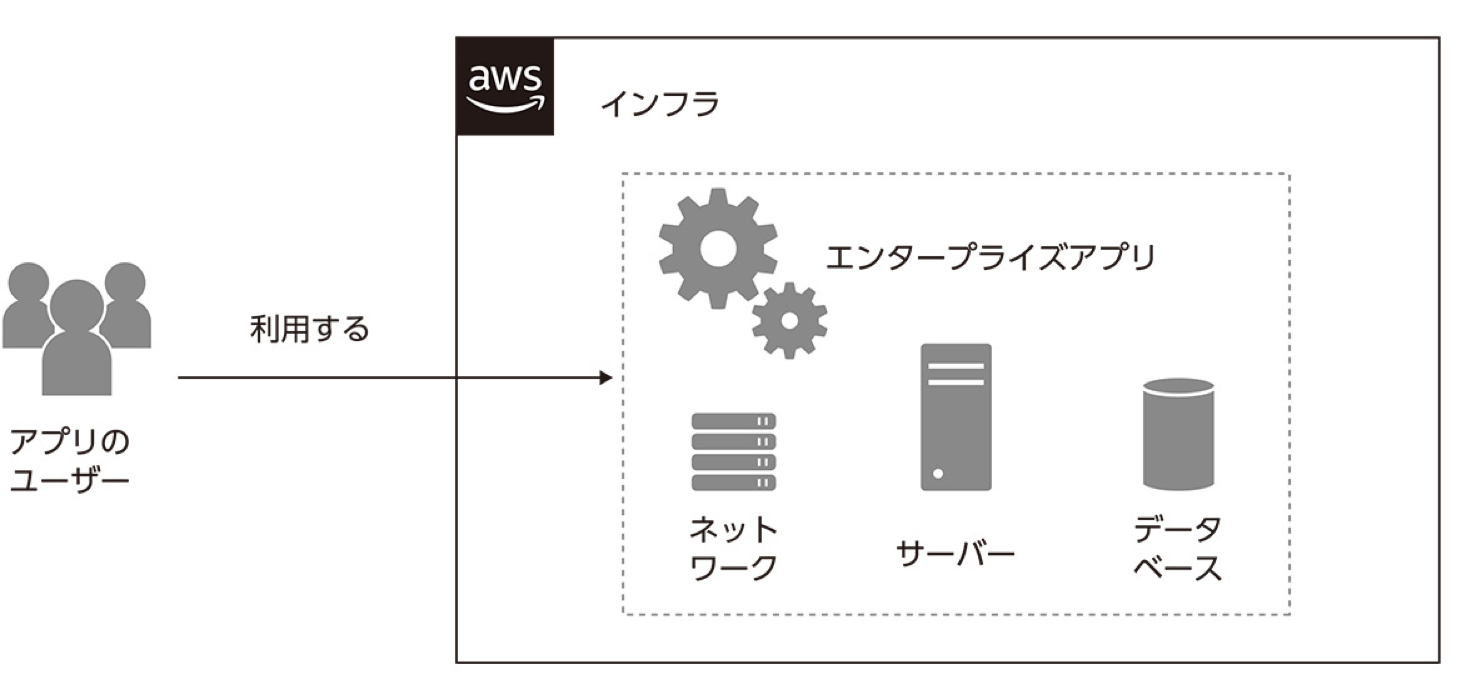 aws
インフラ
エンタープライズアプリ
利用する
アプリの
ユーザー
ネット
ワーク
サーバー
データ
ベース